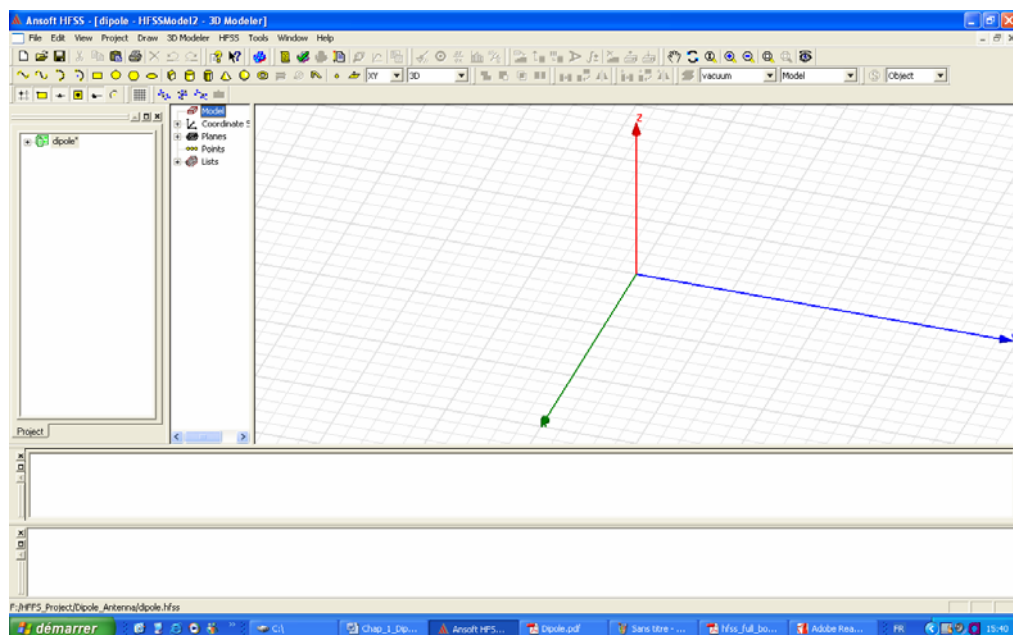 Ansoft HFSS - [dipole - HFSSModel2 - 3D Modeler]
File Edit View Project Draw 3D Modeler HFSS Tools Window Help
XY 3D vacuum Model Object
Model
Coordinate S
Planes
Points
Lists
dipole*
Z
Project
F:/HFFS_Project/Dipole_Antenna/dipole.hfss
démarrer C:\ Chap_1_Dip... Ansoft HFS... Dipole.pdf Sans titre - ... hfss_full_bo... Adobe Rea... FR 15:40